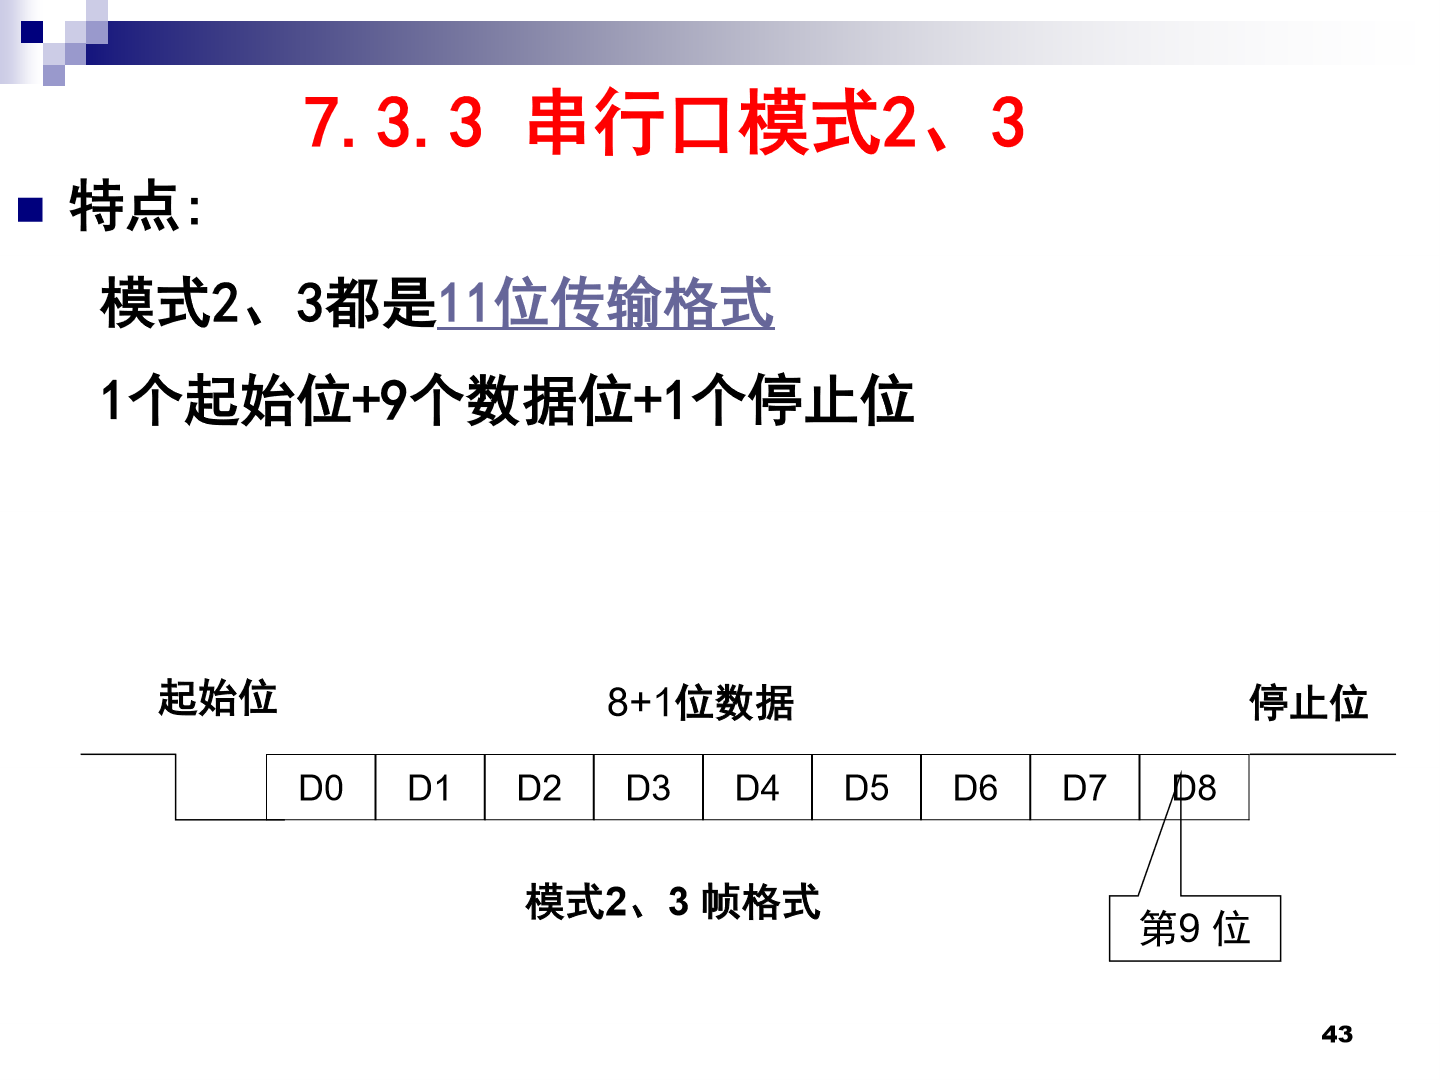 7.3.3 串行口模式2、3
特点:
模式2、3都是11位传输格式
1个起始位+9个数据位+1个停止位
起始位 8+1位数据 停止位
D0 D1 D2 D3 D4 D5 D6 D7 D8
模式2、3 帧格式
第9 位
43